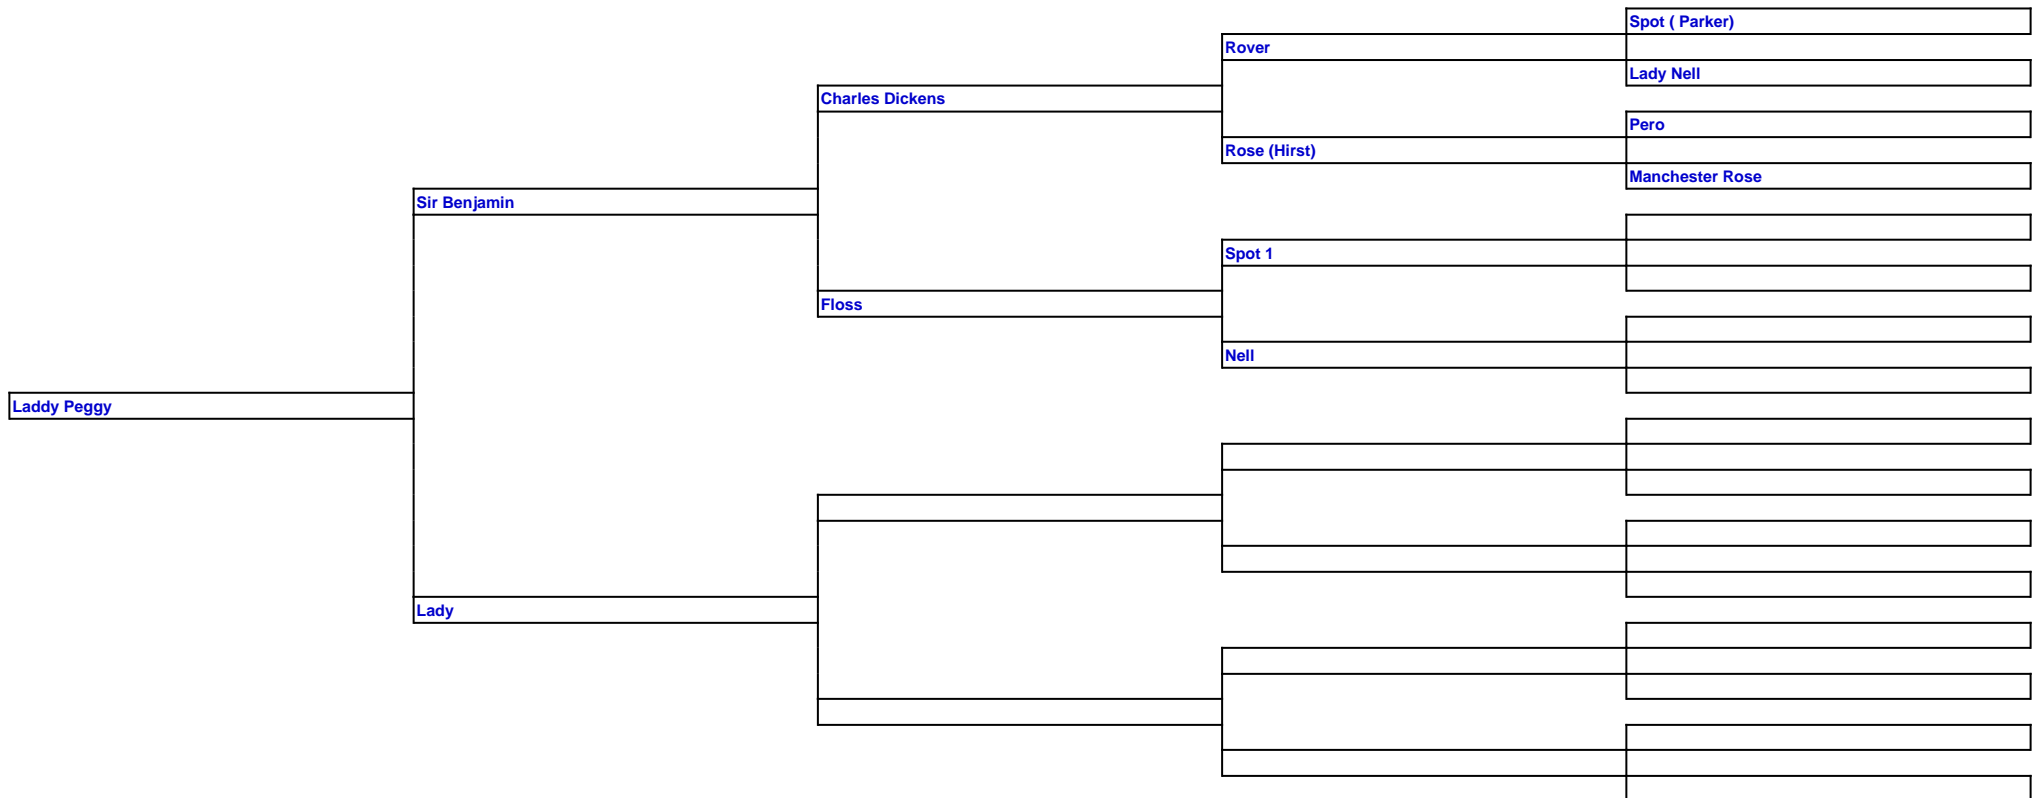 Spot ( Parker)
Rover
Lady Nell
Charles Dickens
Pero
Rose (Hirst)
Manchester Rose
Sir Benjamin
Spot 1
Floss
Nell
Laddy Peggy
Lady